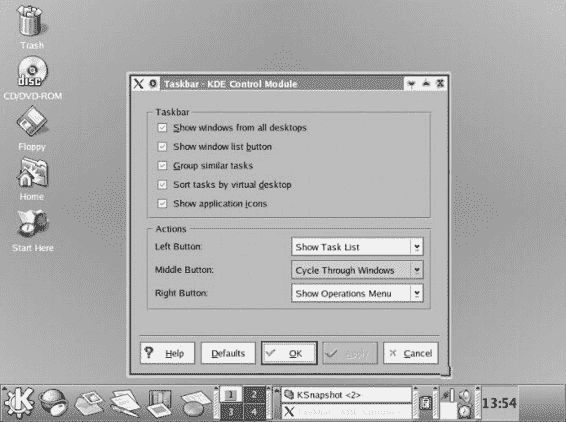 Trash
disc
CD/DVD-ROM
Floppy
Home
Start Here
X Taskbar - KDE Control Module
Taskbar
Show windows from all desktops
Show window list button
Group similar tasks
Sort tasks by virtual desktop
Show application icons
Actions
Left Button: Show Task List
Middle Button: Cycle Through Windows
Right Button: Show Operations Menu
? Help Defaults OK Apply Cancel
K 1 2 KSnapshot <2> 13:54
3 4 X